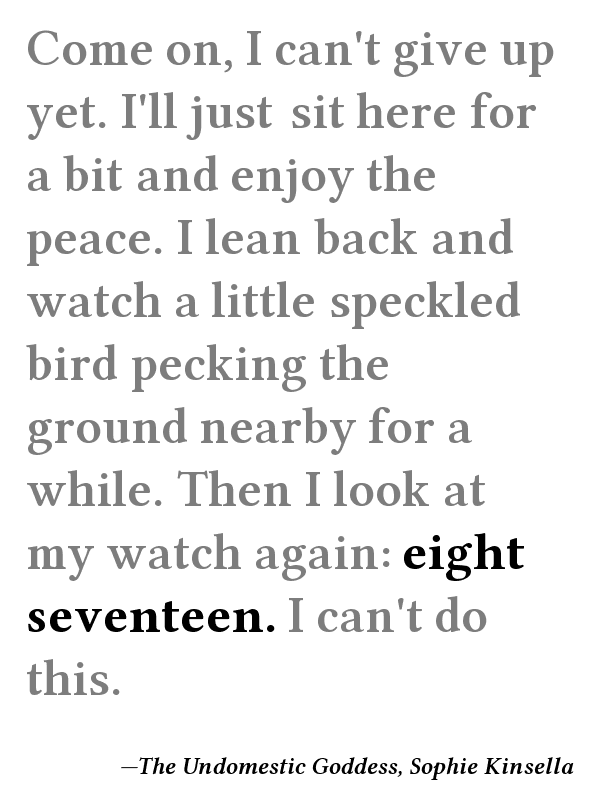 Come on, I can't give up
yet. I'll just sit here for
a bit and enjoy the
peace. I lean back and
watch a little speckled
bird pecking the
ground nearby for a
while. Then I look at
my watch again: eight
seventeen. I can't do
this.
—The Undomestic Goddess, Sophie Kinsella